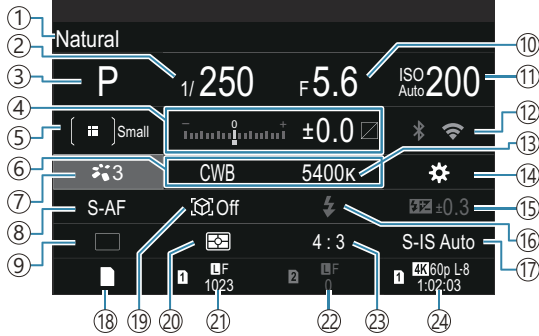 ① Natural
② ③ P 1/250 F5.6 ISO Auto 200 ⑩ ⑪
④ ⑤ [ ] Small − 0 + ±0.0 ⑫
⑥ CWB 5400K ⑬
⑦ 3 ⑭
⑧ S-AF Off ±0.3 ⑮ ⑯
⑨ 4:3 S-IS Auto ⑰
1 LF 1023 2 LF 0 1 4K 60p L-8 1:02:03
⑱ ⑲ ⑳ ㉑ ㉒ ㉓ ㉔